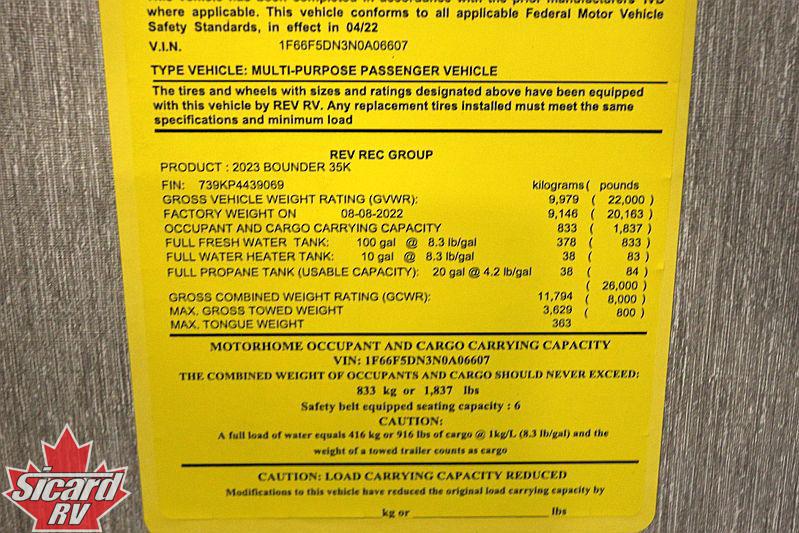 where applicable. This vehicle conforms to all applicable Federal Motor Vehicle
Safety Standards, in effect in 04/22
V.I.N. 1F66F5DN3N0A06607
TYPE VEHICLE: MULTI-PURPOSE PASSENGER VEHICLE
The tires and wheels with sizes and ratings designated above have been equipped
with this vehicle by REV RV. Any replacement tires installed must meet the same
specifications and minimum load
REV REC GROUP
PRODUCT : 2023 BOUNDER 35K
FIN: 739KP4439069 kilograms ( pounds
GROSS VEHICLE WEIGHT RATING (GVWR): 9,979 ( 22,000 )
FACTORY WEIGHT ON 08-08-2022 9,146 ( 20,163 )
OCCUPANT AND CARGO CARRYING CAPACITY 833 ( 1,837 )
FULL FRESH WATER TANK: 100 gal @ 8.3 lb/gal 378 ( 833 )
FULL WATER HEATER TANK: 10 gal @ 8.3 lb/gal 38 ( 83 )
FULL PROPANE TANK (USABLE CAPACITY): 20 gal @ 4.2 lb/gal 38 ( 84 )
GROSS COMBINED WEIGHT RATING (GCWR): 11,794 ( 26,000 )
MAX. GROSS TOWED WEIGHT 3,629 ( 8,000 )
MAX. TONGUE WEIGHT 363 ( 800 )
MOTORHOME OCCUPANT AND CARGO CARRYING CAPACITY
VIN: 1F66F5DN3N0A06607
THE COMBINED WEIGHT OF OCCUPANTS AND CARGO SHOULD NEVER EXCEED:
833 kg or 1,837 lbs
Safety belt equipped seating capacity : 6
CAUTION:
A full load of water equals 416 kg or 916 lbs of cargo @ 1kg/L (8.3 lb/gal) and the
weight of a towed trailer counts as cargo
CAUTION: LOAD CARRYING CAPACITY REDUCED
Modifications to this vehicle have reduced the original load carrying capacity by
kg or lbs
Sicard
RV